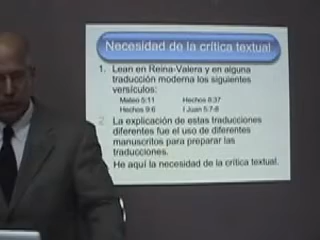 Necesidad de la crítica textual
1. Lean en Reina-Valera y en alguna
traducción moderna los siguientes
versículos:
Mateo 5:11 Hechos 8:37
Hechos 9:6 I Juan 5:7-8
2. La explicación de estas traducciones
diferentes fue el uso de diferentes
manuscritos para preparar las
traducciones.
He aquí la necesidad de la crítica textual.